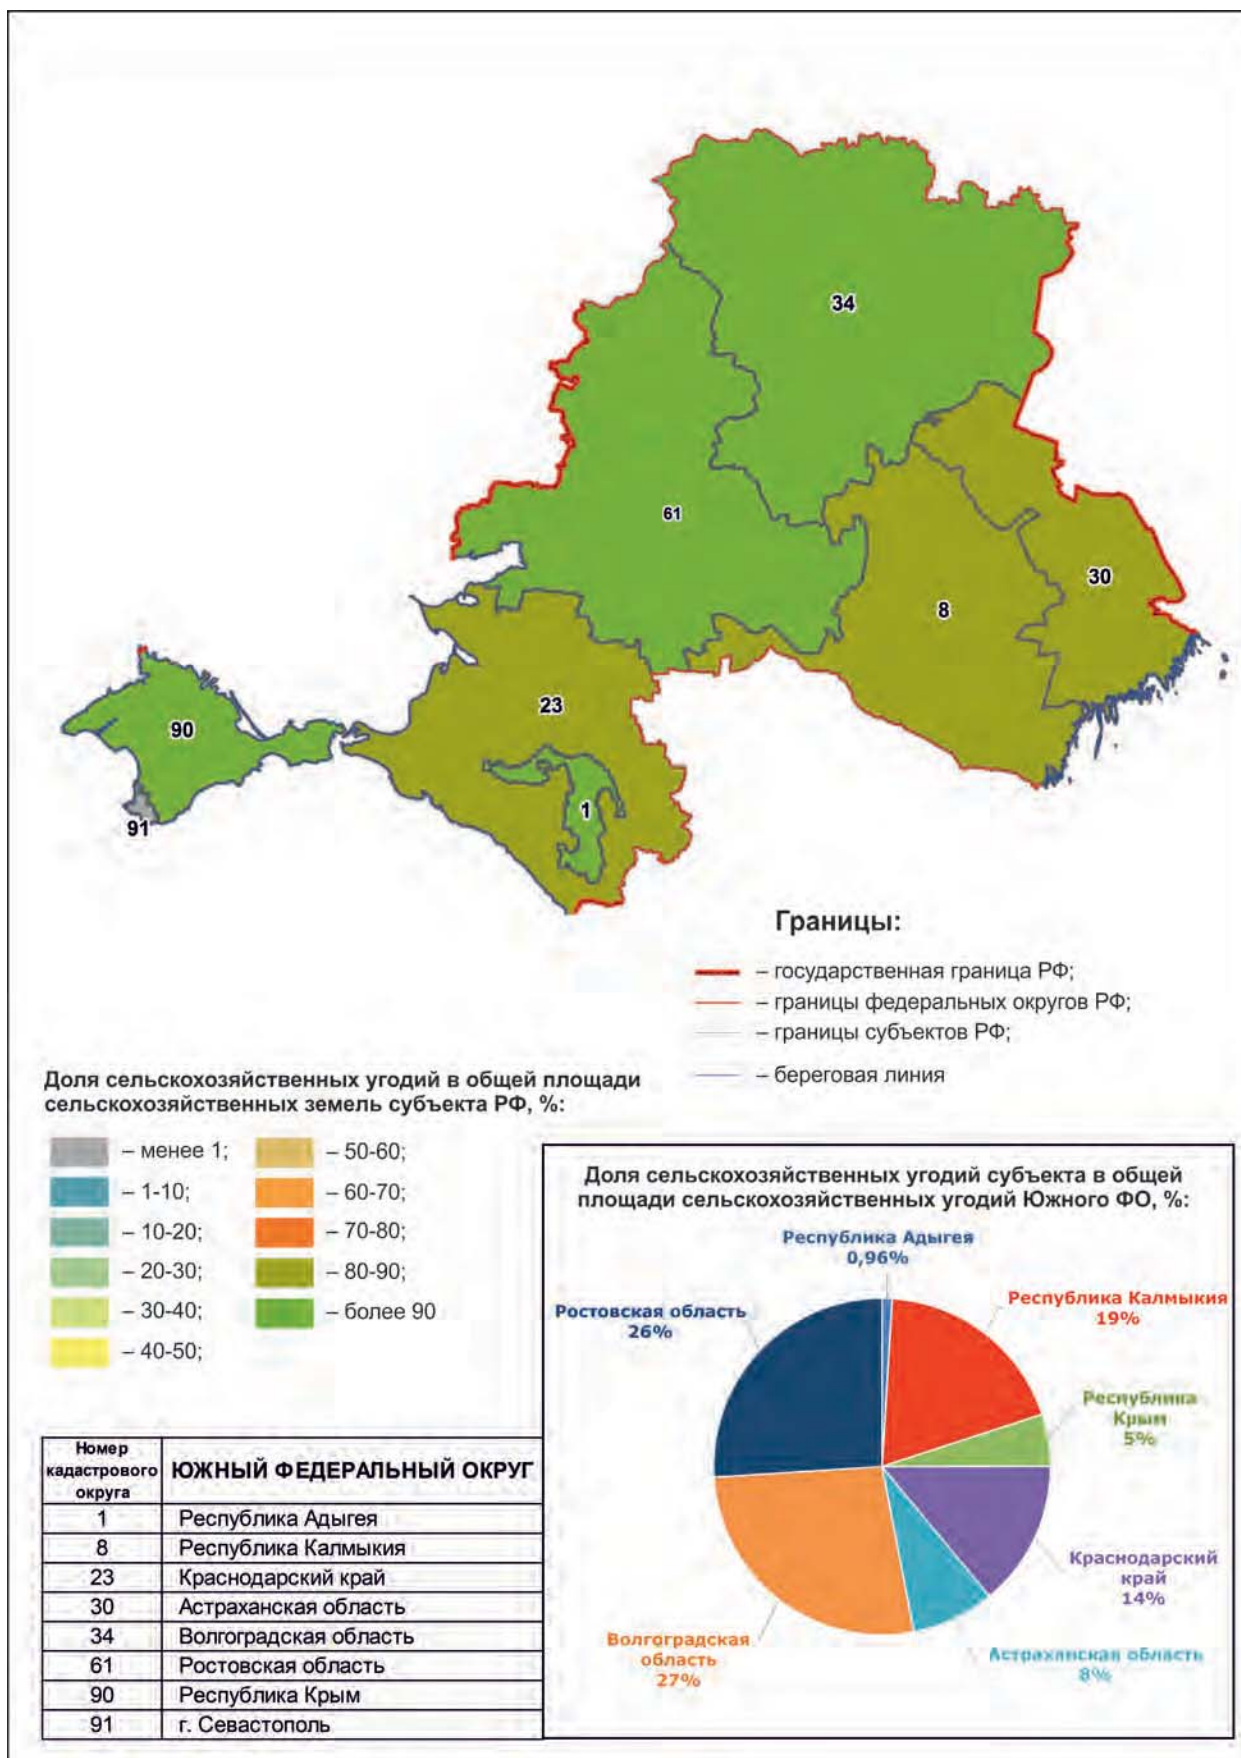 34
61
30
8
23
90
1
91
Границы:
– государственная граница РФ;
– границы федеральных округов РФ;
– границы субъектов РФ;
– береговая линия
Доля сельскохозяйственных угодий в общей площади
сельскохозяйственных земель субъекта РФ, %:
– менее 1;
– 1-10;
– 10-20;
– 20-30;
– 30-40;
– 40-50;
– 50-60;
– 60-70;
– 70-80;
– 80-90;
– более 90
Доля сельскохозяйственных угодий субъекта в общей
площади сельскохозяйственных угодий Южного ФО, %:
Республика Адыгея
0,96%
Республика Калмыкия
19%
Республика
Крым
5%
Краснодарский
край
14%
Астраханская область
8%
Волгоградская
область
27%
Ростовская область
26%
Номер
кадастрового
округа
ЮЖНЫЙ ФЕДЕРАЛЬНЫЙ ОКРУГ
1 Республика Адыгея
8 Республика Калмыкия
23 Краснодарский край
30 Астраханская область
34 Волгоградская область
61 Ростовская область
90 Республика Крым
91 г. Севастополь